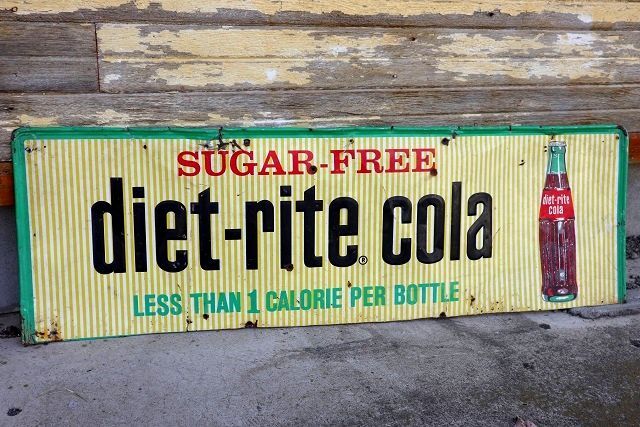 SUGAR-FREE
diet-rite® cola
LESS THAN 1 CALORIE PER BOTTLE
diet-rite
cola